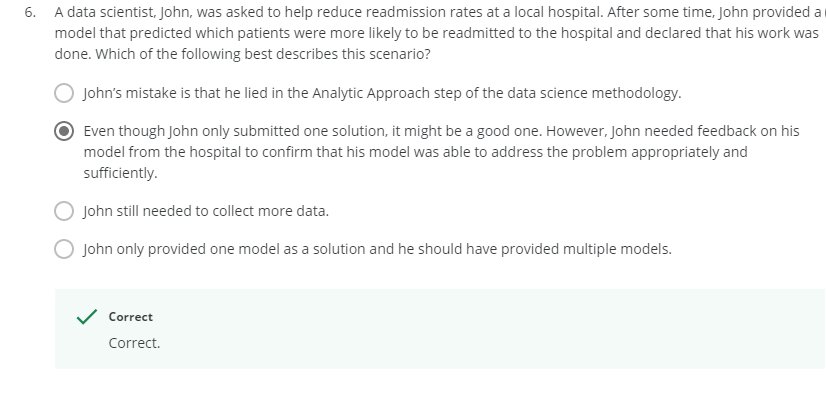 6. A data scientist, John, was asked to help reduce readmission rates at a local hospital. After some time, John provided a
model that predicted which patients were more likely to be readmitted to the hospital and declared that his work was
done. Which of the following best describes this scenario?
John's mistake is that he lied in the Analytic Approach step of the data science methodology.
Even though John only submitted one solution, it might be a good one. However, John needed feedback on his
model from the hospital to confirm that his model was able to address the problem appropriately and
sufficiently.
John still needed to collect more data.
John only provided one model as a solution and he should have provided multiple models.
Correct
Correct.